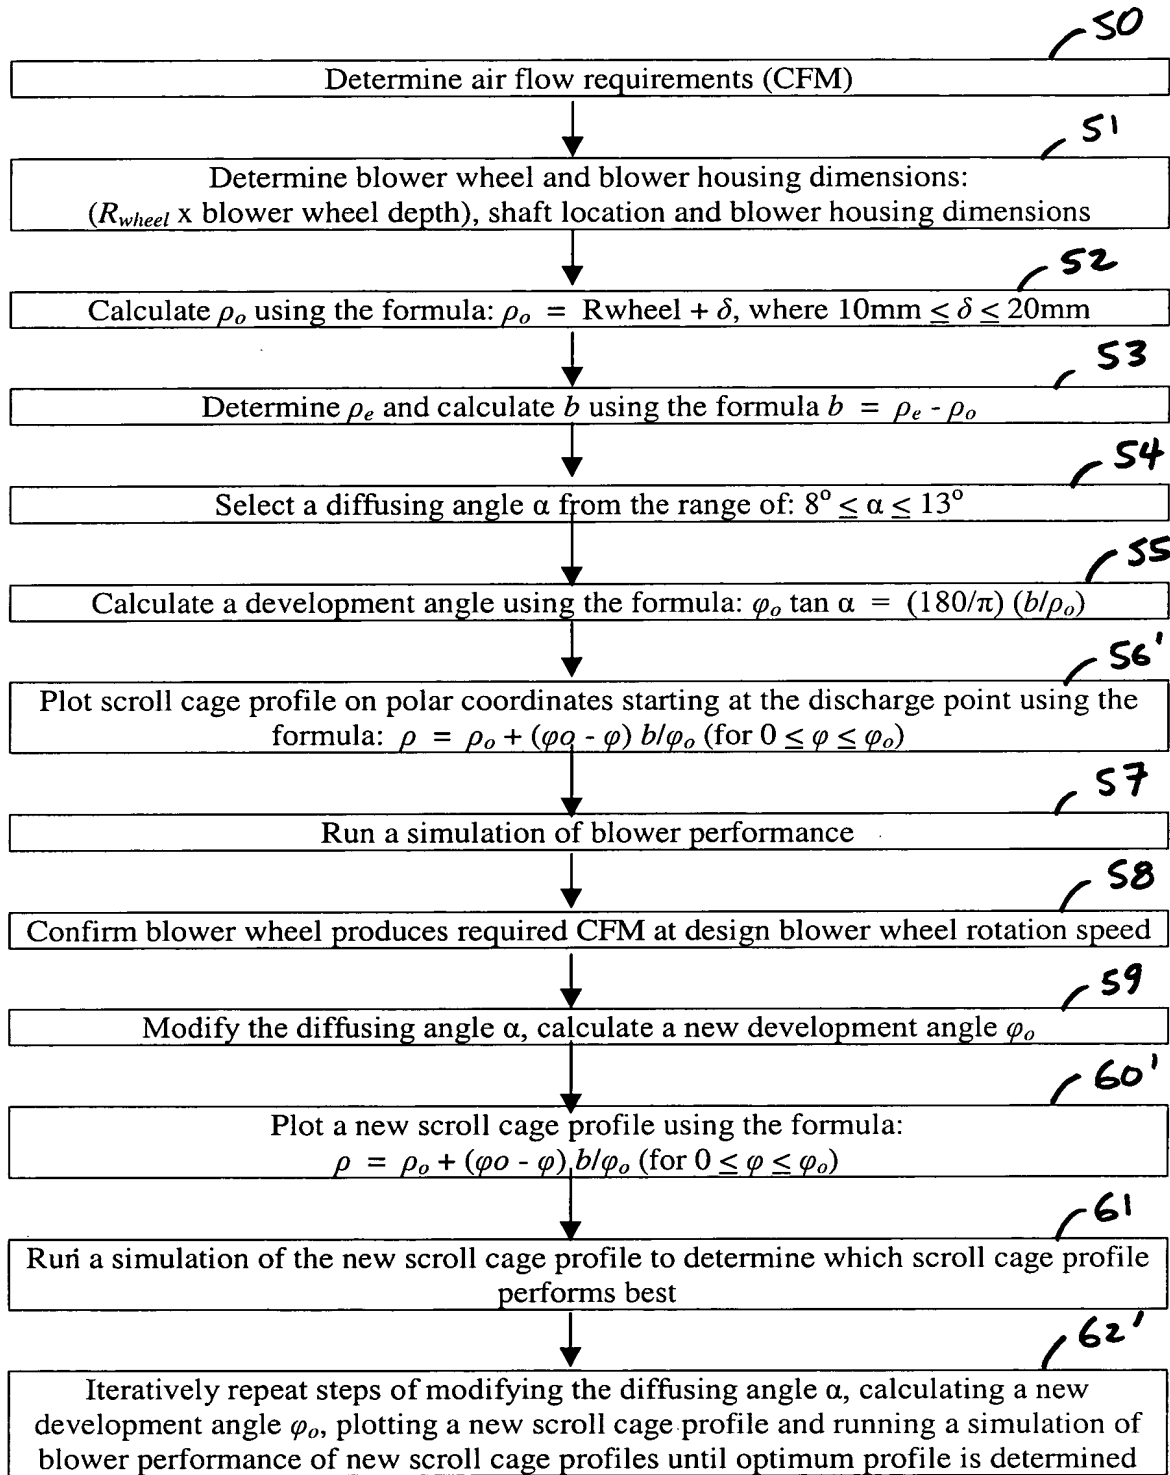 50
Determine air flow requirements (CFM)
51
Determine blower wheel and blower housing dimensions:
(Rwheel x blower wheel depth), shaft location and blower housing dimensions
52
Calculate ρo using the formula: ρo = Rwheel + δ, where 10mm ≤ δ ≤ 20mm
53
Determine ρe and calculate b using the formula b = ρe - ρo
54
Select a diffusing angle α from the range of: 8° ≤ α ≤ 13°
55
Calculate a development angle using the formula: φo tan α = (180/π) (b/ρo)
56'
Plot scroll cage profile on polar coordinates starting at the discharge point using the
formula: ρ = ρo + (φo - φ) b/φo (for 0 ≤ φ ≤ φo)
57
Run a simulation of blower performance
58
Confirm blower wheel produces required CFM at design blower wheel rotation speed
59
Modify the diffusing angle α, calculate a new development angle φo
60'
Plot a new scroll cage profile using the formula:
ρ = ρo + (φo - φ) b/φo (for 0 ≤ φ ≤ φo)
61
Run a simulation of the new scroll cage profile to determine which scroll cage profile
performs best
62'
Iteratively repeat steps of modifying the diffusing angle α, calculating a new
development angle φo, plotting a new scroll cage profile and running a simulation of
blower performance of new scroll cage profiles until optimum profile is determined